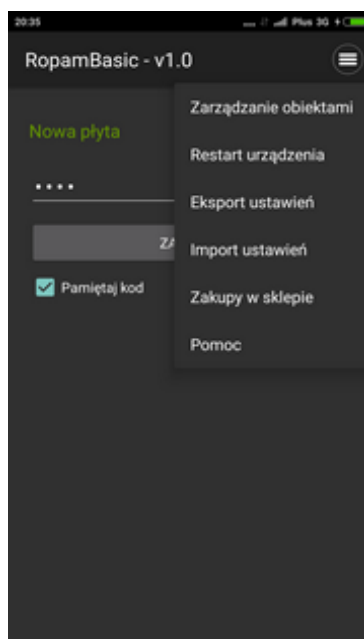 20:35
Plus 3G
RopamBasic - v1.0
Zarządzanie obiektami
Nowa płyta
Restart urządzenia
Eksport ustawień
ZA
Import ustawień
Pamiętaj kod
Zakupy w sklepie
Pomoc